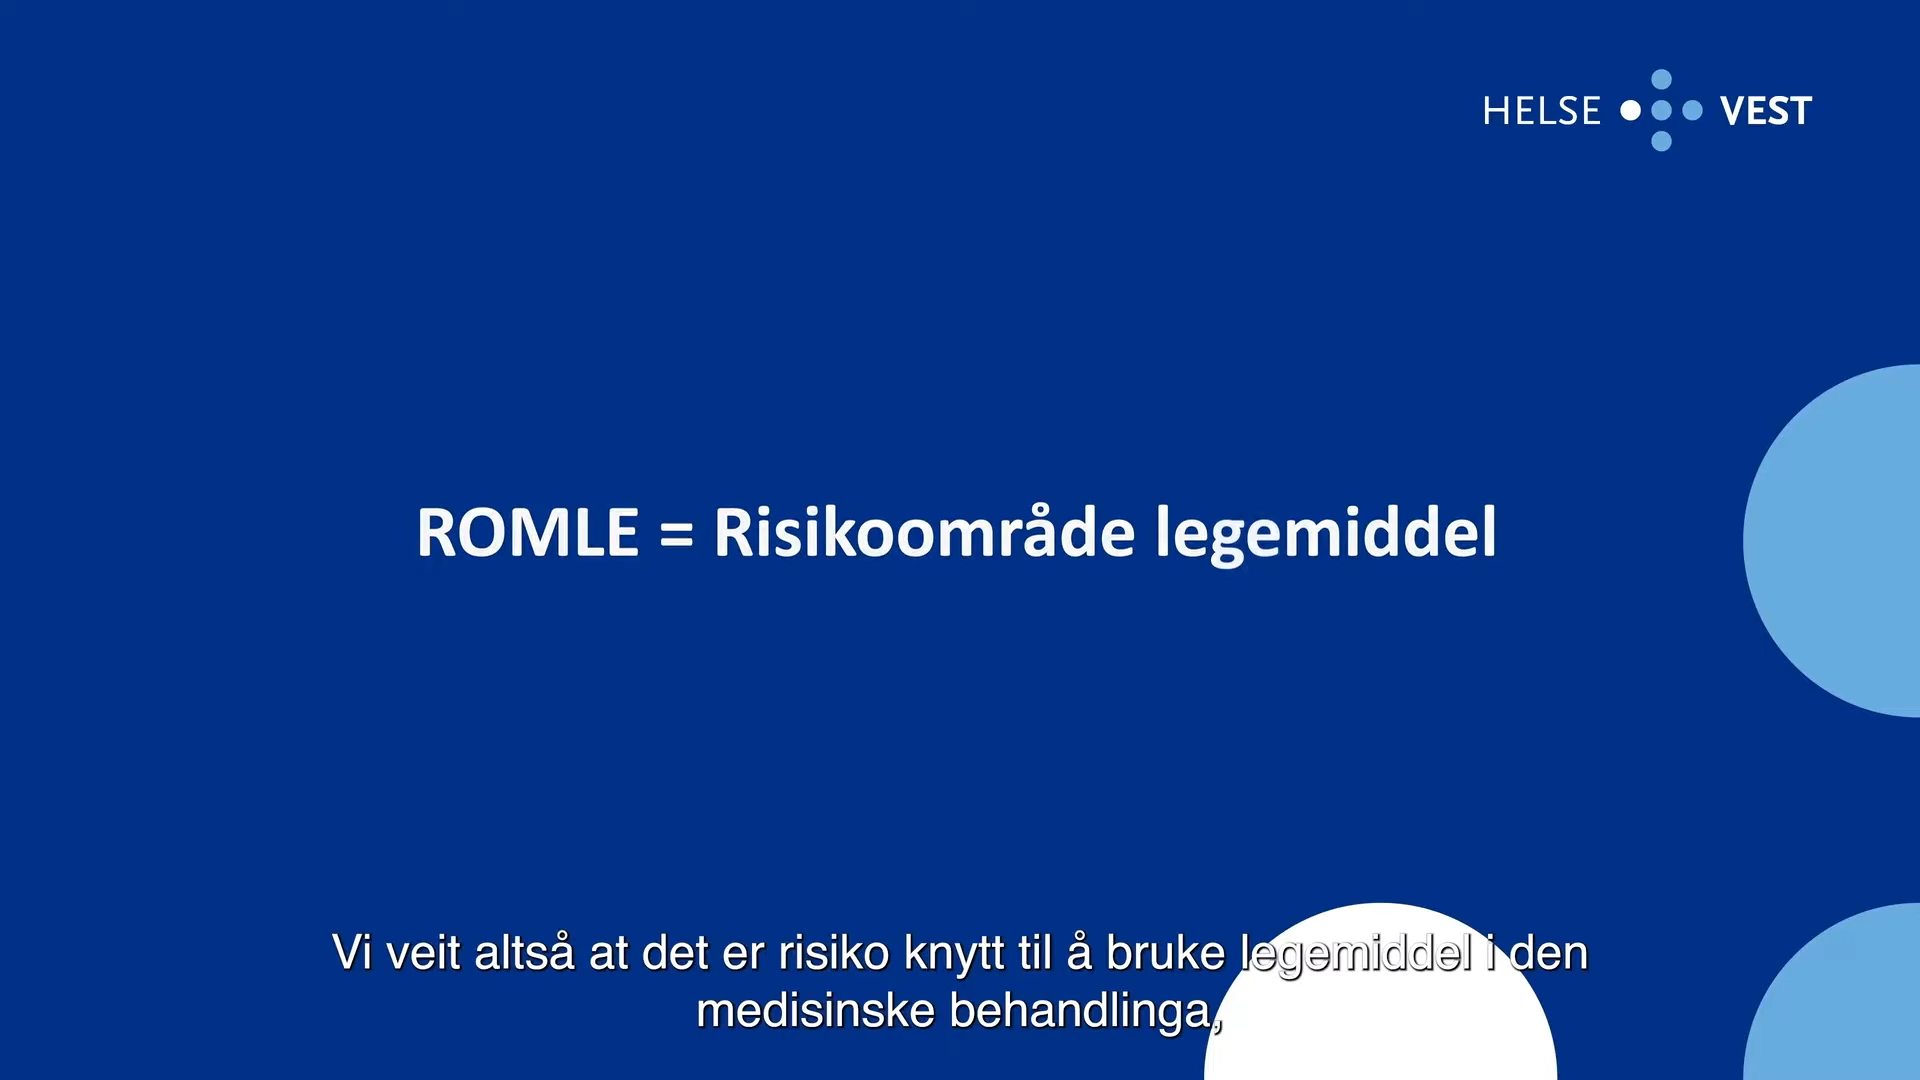 HELSE VEST
ROMLE = Risikoområde legemiddel
Vi veit altså at det er risiko knytt til å bruke legemiddel i den
medisinske behandlinga,